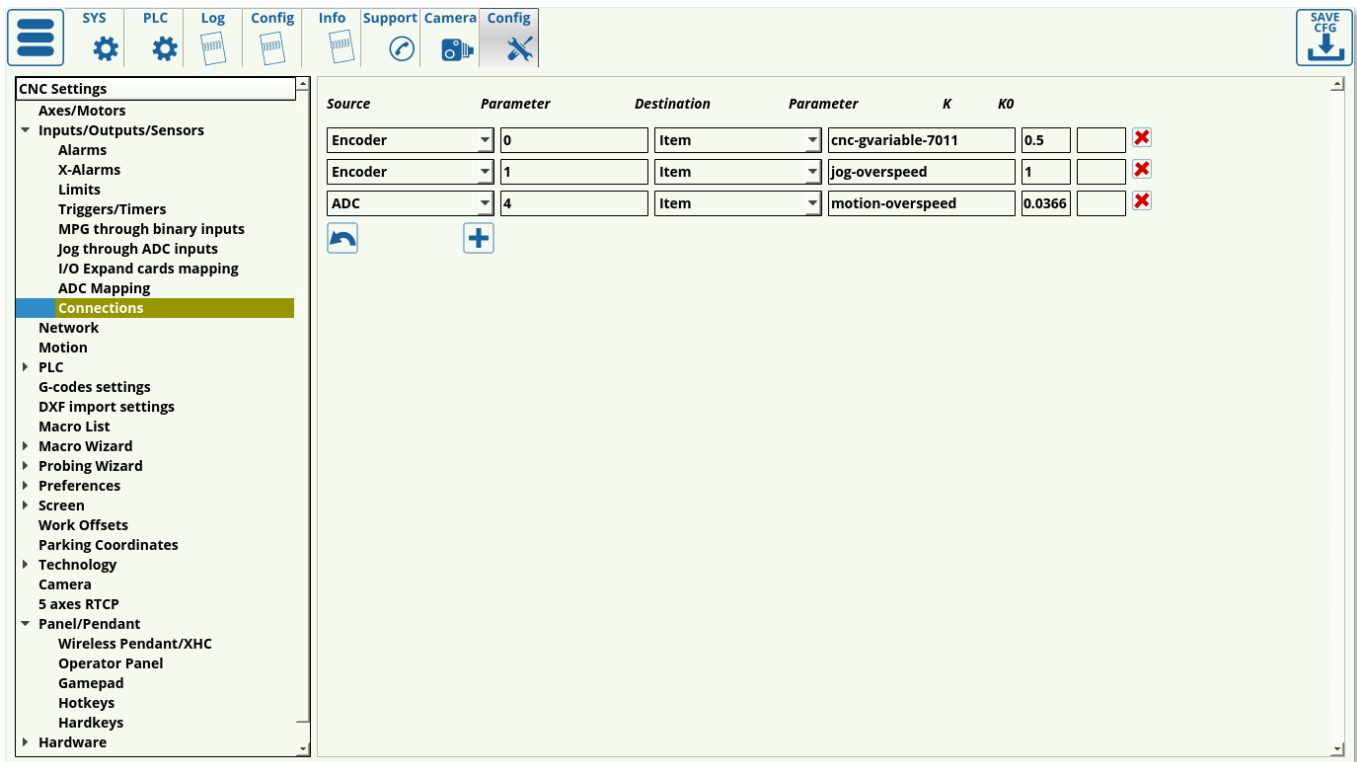 SYS PLC Log Config Info Support Camera Config SAVE CFG
CNC Settings
Axes/Motors
Inputs/Outputs/Sensors
Alarms
X-Alarms
Limits
Triggers/Timers
MPG through binary inputs
Jog through ADC inputs
I/O Expand cards mapping
ADC Mapping
Connections
Network
Motion
PLC
G-codes settings
DXF import settings
Macro List
Macro Wizard
Probing Wizard
Preferences
Screen
Work Offsets
Parking Coordinates
Technology
Camera
5 axes RTCP
Panel/Pendant
Wireless Pendant/XHC
Operator Panel
Gamepad
Hotkeys
Hardkeys
Hardware
Source Parameter Destination Parameter K K0
Encoder 0 Item cnc-gvariable-7011 0.5
Encoder 1 Item jog-overspeed 1
ADC 4 Item motion-overspeed 0.0366